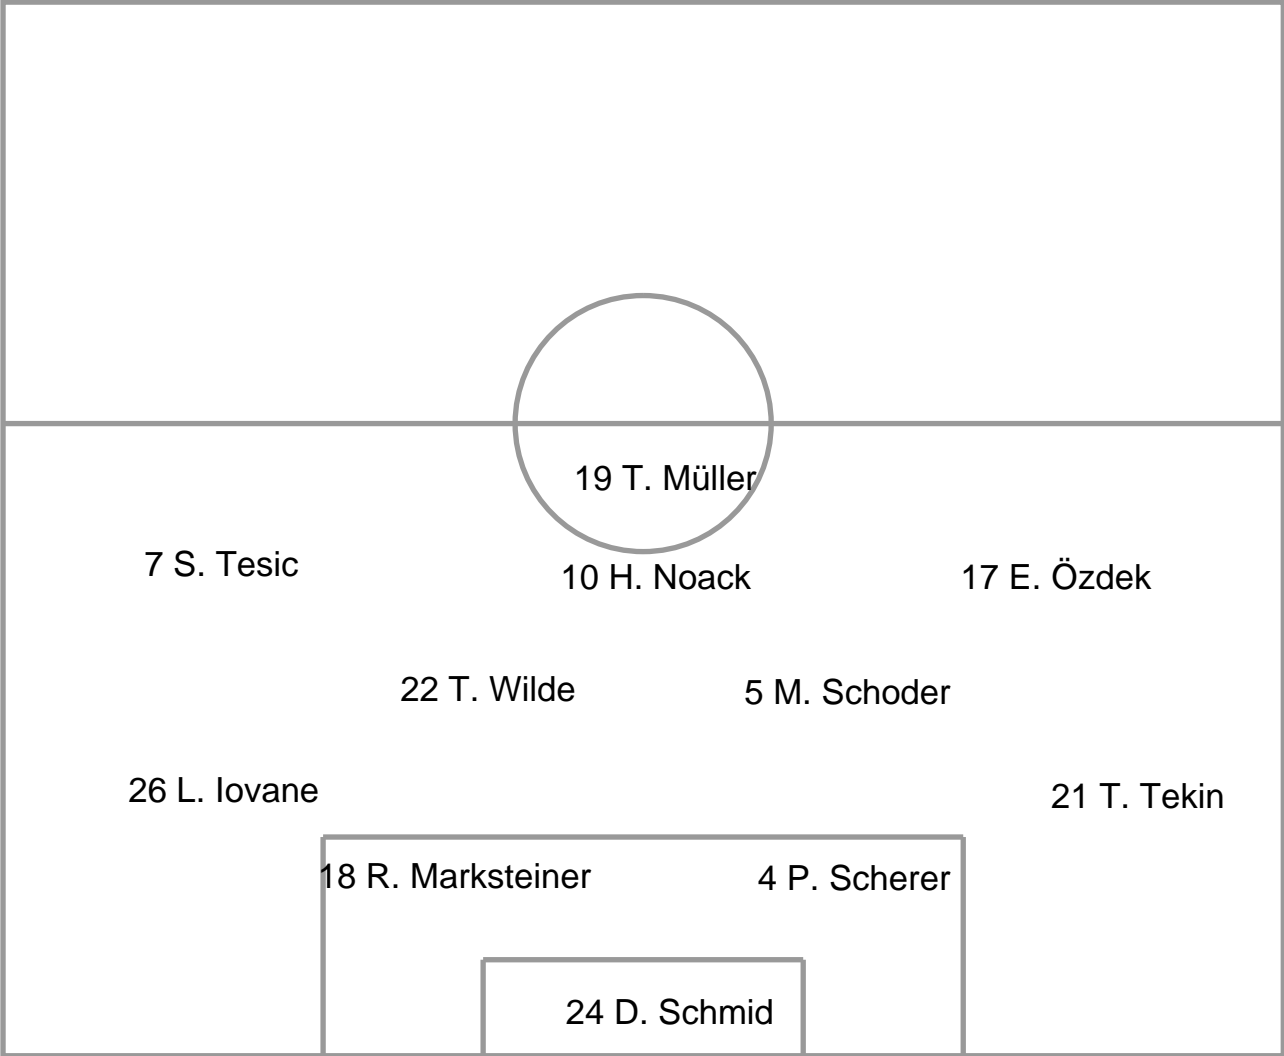 19 T. Müller
7 S. Tesic
10 H. Noack
17 E. Özdek
22 T. Wilde
5 M. Schoder
26 L. Iovane
21 T. Tekin
18 R. Marksteiner
4 P. Scherer
24 D. Schmid